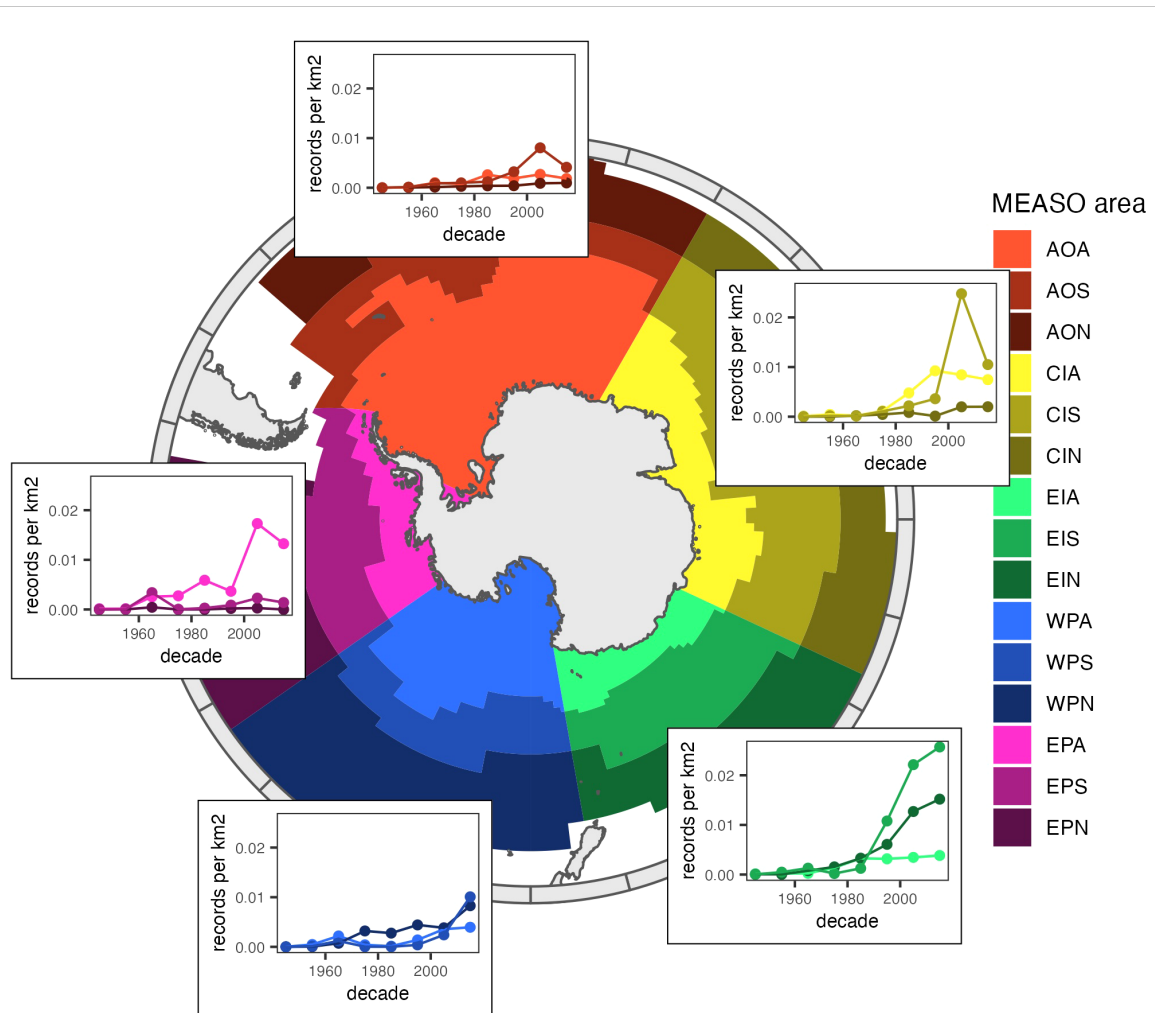 records per km2
0.02
0.01
0.00
1960 1980 2000
decade
MEASO area
AOA
AOS
AON
CIA
CIS
CIN
EIA
EIS
EIN
WPA
WPS
WPN
EPA
EPS
EPN
records per km2
0.02
0.01
0.00
1960 1980 2000
decade
records per km2
0.02
0.01
0.00
1960 1980 2000
decade
records per km2
0.02
0.01
0.00
1960 1980 2000
decade
records per km2
0.02
0.01
0.00
1960 1980 2000
decade